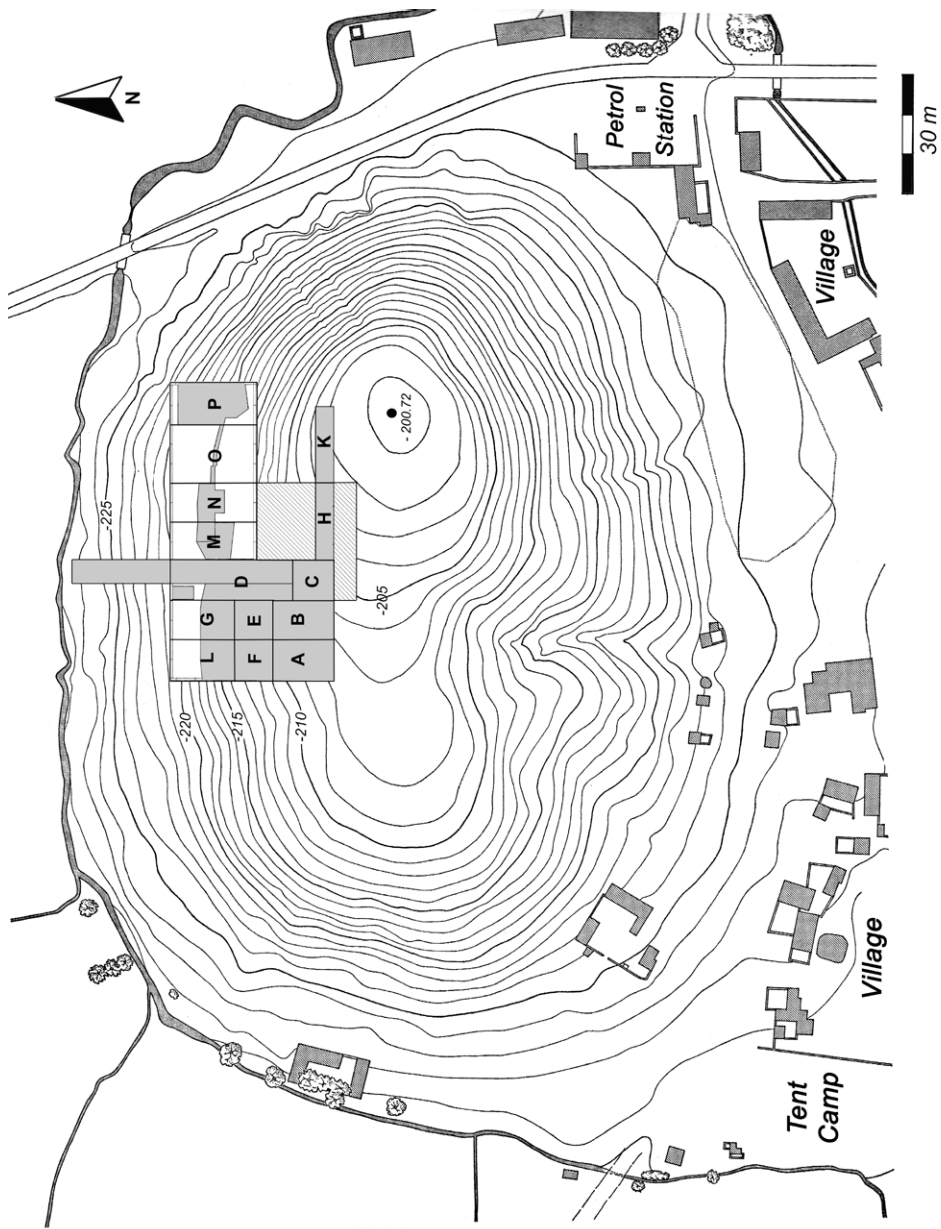 N
Petrol
Station
30 m
Village
-225
P
O
N
M
K
H
- 200.72
D
C
G
E
B
L
F
A
-205
-220
-215
-210
Village
Tent
Camp